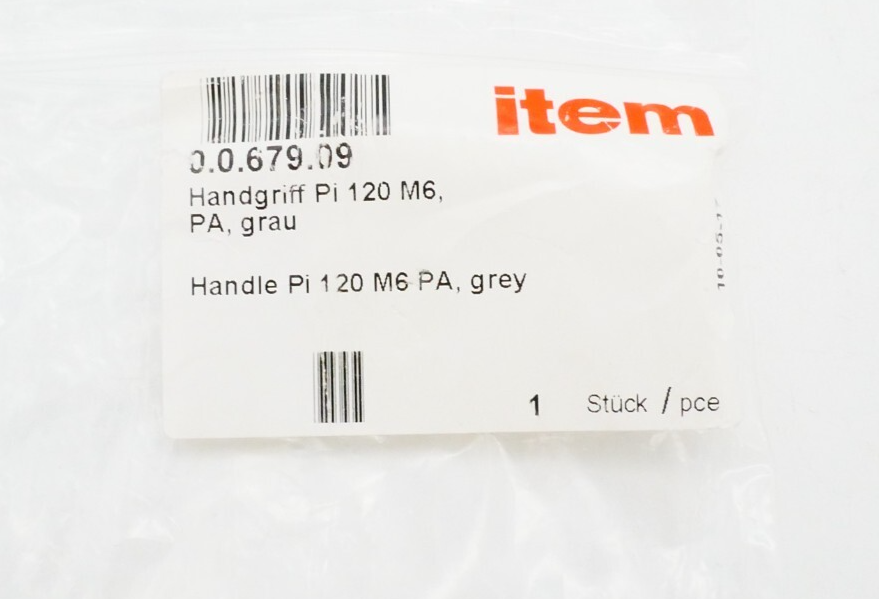 item
0.0.679.09
Handgriff Pi 120 M6,
PA, grau
Handle Pi 120 M6 PA, grey
1 Stück / pce